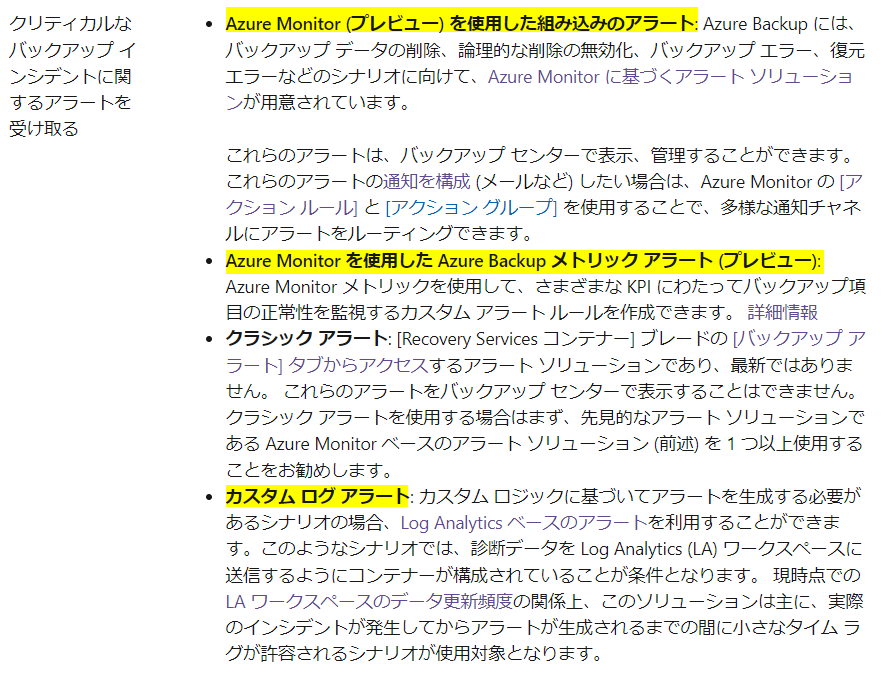 クリティカルな
バックアップ イ
ンシデントに関
するアラートを
受け取る
Azure Monitor (プレビュー) を使用した組み込みのアラート: Azure Backup には、
バックアップ データの削除、論理的な削除の無効化、バックアップ エラー、復元
エラーなどのシナリオに向けて、Azure Monitor に基づくアラート ソリューショ
ンが用意されています。
これらのアラートは、バックアップ センターで表示、管理することができます。
これらのアラートの通知を構成 (メールなど) したい場合は、Azure Monitor の [ア
クション ルール] と [アクション グループ] を使用することで、多様な通知チャネ
ルにアラートをルーティングできます。
Azure Monitor を使用した Azure Backup メトリック アラート (プレビュー):
Azure Monitor メトリックを使用して、さまざまな KPI にわたってバックアップ項
目の正常性を監視するカスタム アラート ルールを作成できます。 詳細情報
クラシック アラート: [Recovery Services コンテナー] ブレードの [バックアップ ア
ラート] タブからアクセスするアラート ソリューションであり、最新ではありま
せん。 これらのアラートをバックアップ センターで表示することはできません。
クラシック アラートを使用する場合はまず、先見的なアラート ソリューションで
ある Azure Monitor ベースのアラート ソリューション (前述) を 1 つ以上使用する
ことをお勧めします。
カスタム ログ アラート: カスタム ロジックに基づいてアラートを生成する必要が
あるシナリオの場合、Log Analytics ベースのアラートを利用することができま
す。このようなシナリオでは、診断データを Log Analytics (LA) ワークスペースに
送信するようにコンテナーが構成されていることが条件となります。 現時点での
LA ワークスペースのデータ更新頻度の関係上、このソリューションは主に、実際
のインシデントが発生してからアラートが生成されるまでの間に小さなタイム ラ
グが許容されるシナリオが使用対象となります。